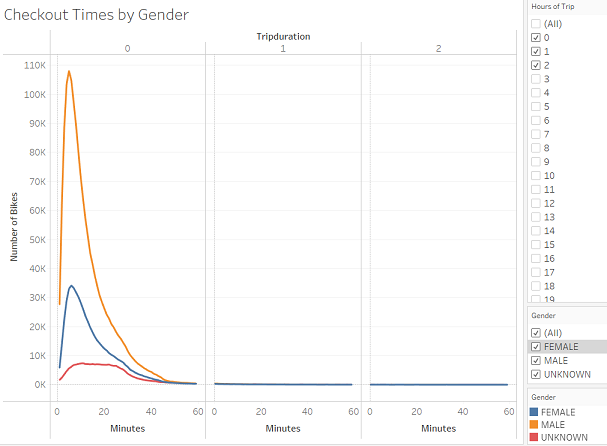 Checkout Times by Gender
Tripduration
0 1 2
110K
100K
90K
80K
70K
60K
50K
40K
30K
20K
10K
0K
Number of Bikes
0 20 40 60 0 20 40 60 0 20 40 60
Minutes Minutes Minutes
Hours of Trip
(All)
0
1
2
3
4
5
6
7
8
9
10
11
12
13
14
15
16
17
18
19
Gender
(All)
FEMALE
MALE
UNKNOWN
Gender
FEMALE
MALE
UNKNOWN